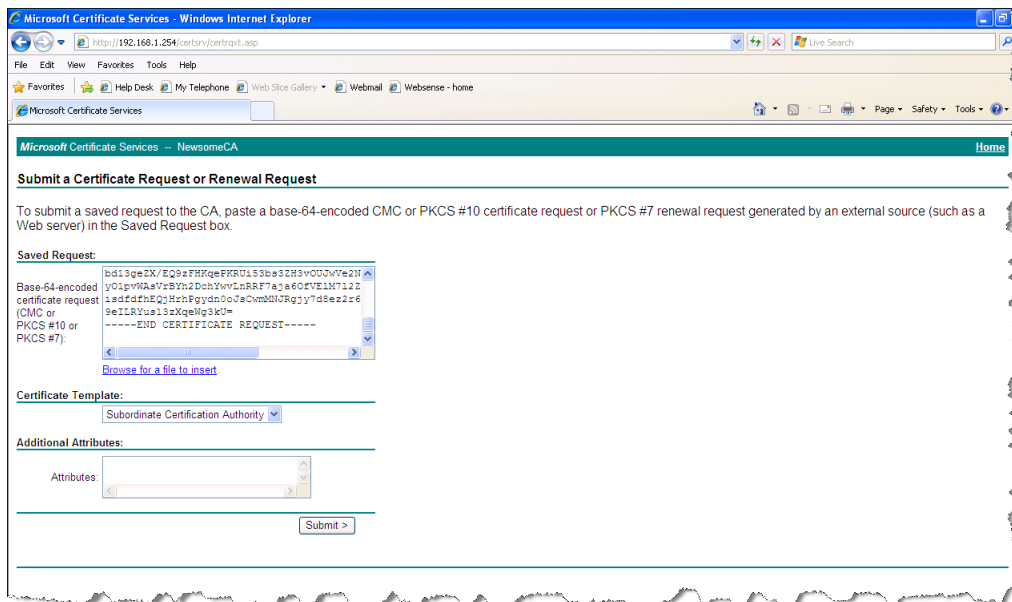 Microsoft Certificate Services - Windows Internet Explorer
http://192.168.1.254/certsrv/certrqxt.asp
Live Search
File Edit View Favorites Tools Help
Favorites Help Desk My Telephone Web Slice Gallery Webmail Websense - home
Microsoft Certificate Services
Page Safety Tools
Microsoft Certificate Services -- NewsomeCA Home
Submit a Certificate Request or Renewal Request
To submit a saved request to the CA, paste a base-64-encoded CMC or PKCS #10 certificate request or PKCS #7 renewal request generated by an external source (such as a
Web server) in the Saved Request box.
Saved Request:
Base-64-encoded
certificate request
(CMC or
PKCS #10 or
PKCS #7):
bd13geZX/EQ9zFHKqePKRUi53bs3ZH3vOUJwVe2N
yO1pvWAsVrBYh2DchYwvLnRRF7aja6OfVElM7l2Z
isdfdfhEQjHrhPgydn0oJsCwmMNJRgjy7d8ez2r6
9eILRYus13zXqeWg3kU=
-----END CERTIFICATE REQUEST-----
Browse for a file to insert.
Certificate Template:
Subordinate Certification Authority
Additional Attributes:
Attributes:
Submit >